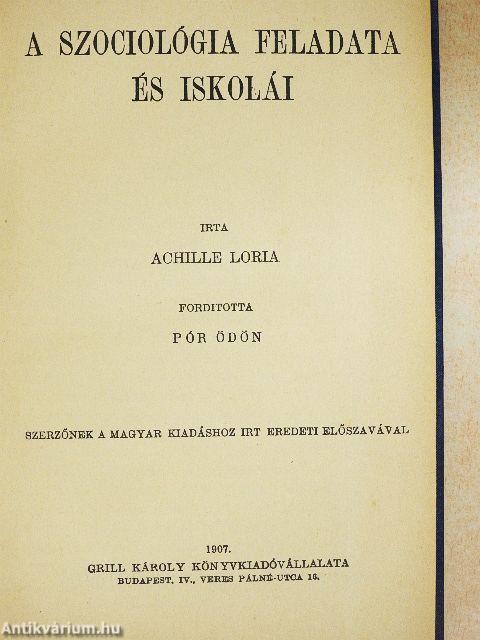 A SZOCIOLÓGIA FELADATA
ÉS ISKOLÁI
IRTA
ACHILLE LORIA
FORDITOTTA
PÓR ÖDÖN
SZERZŐNEK A MAGYAR KIADÁSHOZ IRT EREDETI ELŐSZAVÁVAL
1907.
GRILL KÁROLY KÖNYVKIADÓVÁLLALATA
BUDAPEST, IV., VERES PÁLNÉ-UTCA 16.
Antikvárium.hu